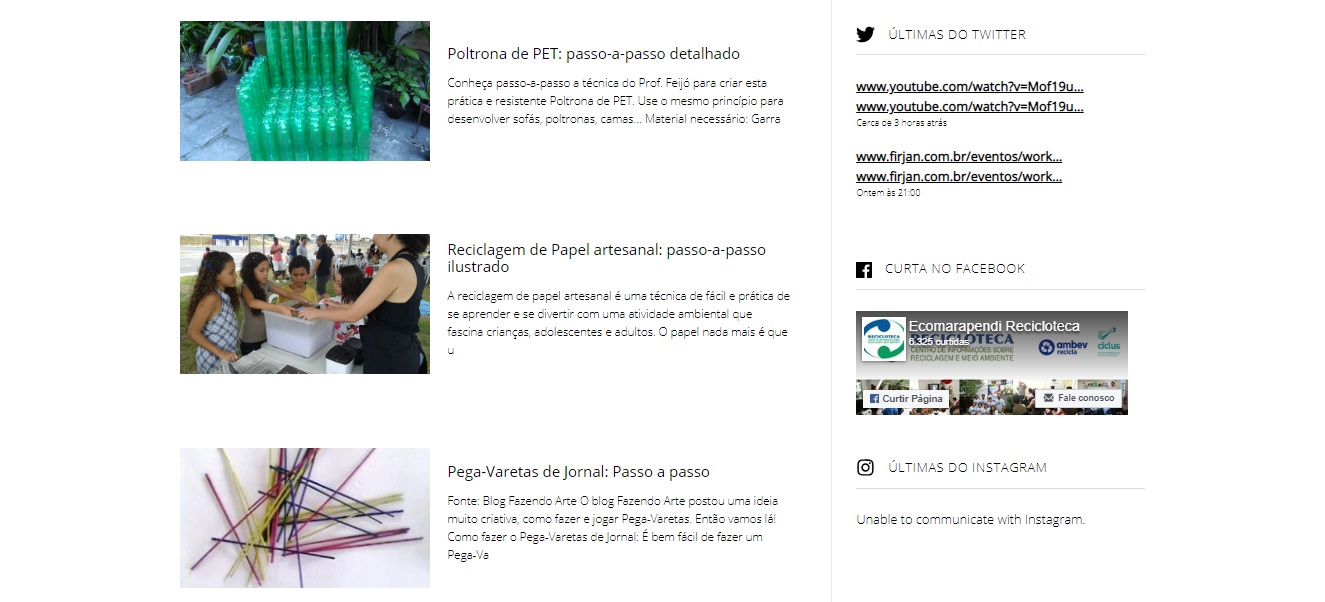 Poltrona de PET: passo-a-passo detalhado
Conheça passo-a-passo a técnica do Prof. Feijó para criar esta
prática e resistente Poltrona de PET. Use o mesmo princípio para
desenvolver sofás, poltronas, camas... Material necessário: Garra
Reciclagem de Papel artesanal: passo-a-passo
ilustrado
A reciclagem de papel artesanal é uma técnica de fácil e prática de
se aprender e se divertir com uma atividade ambiental que
fascina crianças, adolescentes e adultos. O papel nada mais é que
u
Pega-Varetas de Jornal: Passo a passo
Fonte: Blog Fazendo Arte O blog Fazendo Arte postou uma ideia
muito criativa, como fazer e jogar Pega-Varetas. Então vamos lá!
Como fazer o Pega-Varetas de Jornal: É bem fácil de fazer um
Pega-Va
ÚLTIMAS DO TWITTER
www.youtube.com/watch?v=Mof19u...
www.youtube.com/watch?v=Mof19u...
Cerca de 3 horas atrás
www.firjan.com.br/eventos/work...
www.firjan.com.br/eventos/work...
Ontem às 21:00
CURTA NO FACEBOOK
Ecomarapendi Recicloteca
6.325 curtidas
RECICLOTECA
RECICLOTECA
CENTRO DE INFORMAÇÕES SOBRE
RECICLAGEM E MEIO AMBIENTE
ambev
recicla
ciclus
Curtir Página
Fale conosco
ÚLTIMAS DO INSTAGRAM
Unable to communicate with Instagram.